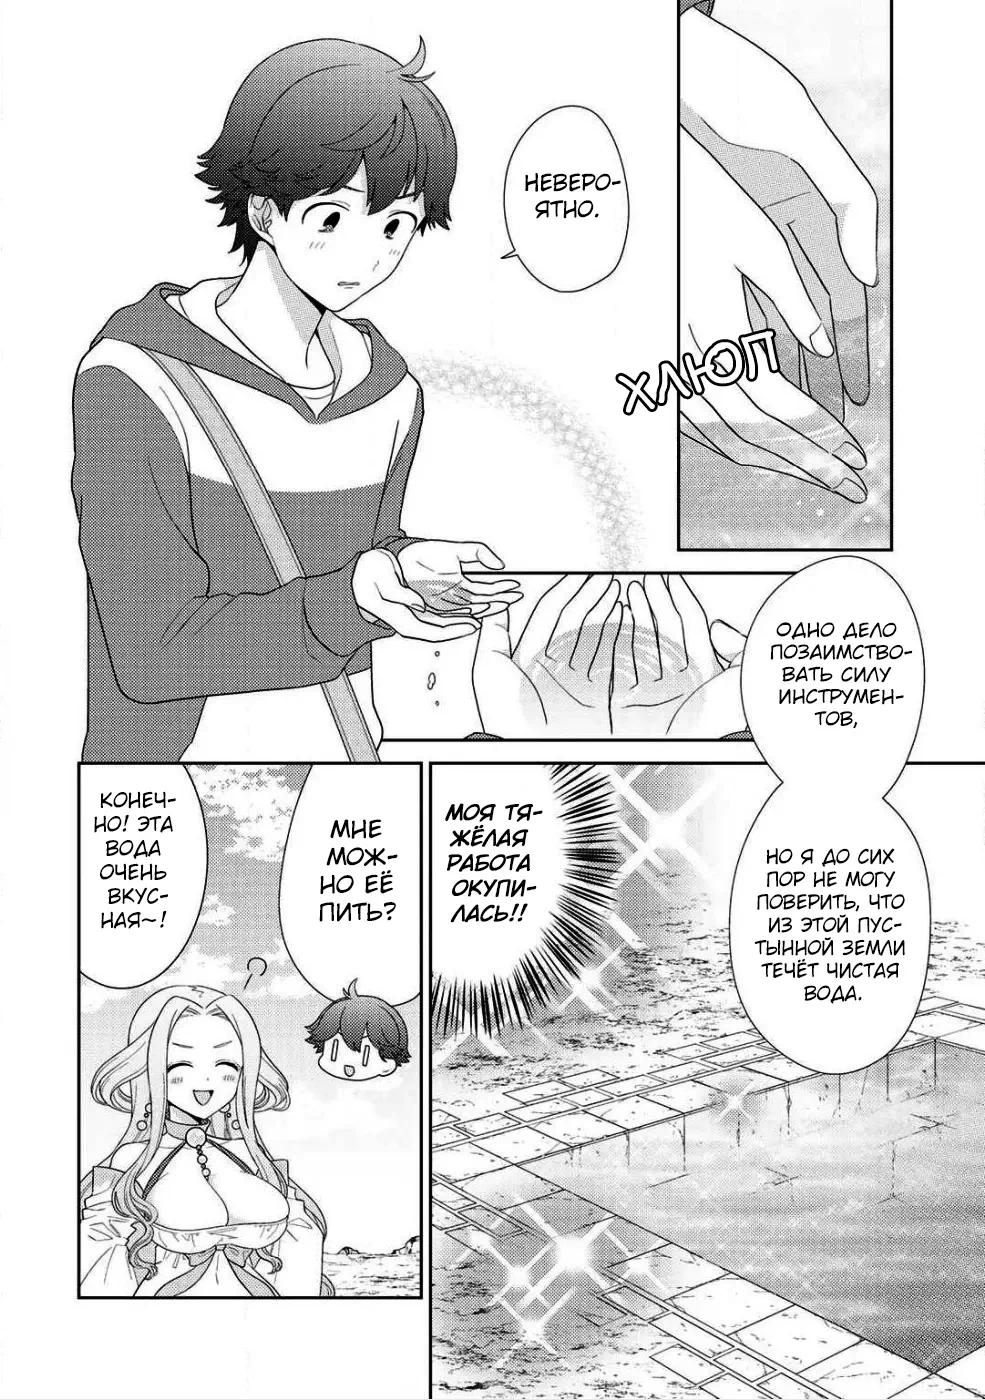 ХЛЮП
НЕВЕРО-
ЯТНО.
ОДНО ДЕЛО
ПОЗАИМСТВО-
ВАТЬ СИЛУ
ИНСТРУМЕН-
ТОВ,
НО Я ДО СИХ
ПОР НЕ МОГУ
ПОВЕРИТЬ, ЧТО
ИЗ ЭТОЙ ПУС-
ТЫННОЙ ЗЕМЛИ
ТЕЧЁТ ЧИСТАЯ
ВОДА.
МОЯ ТЯ-
ЖЁЛАЯ
РАБОТА
ОКУПИ-
ЛАСЬ!!
МНЕ
МОЖ-
НО ЕЁ
ПИТЬ?
КОНЕЧ-
НО! ЭТА
ВОДА
ОЧЕНЬ
ВКУС-
НАЯ~!